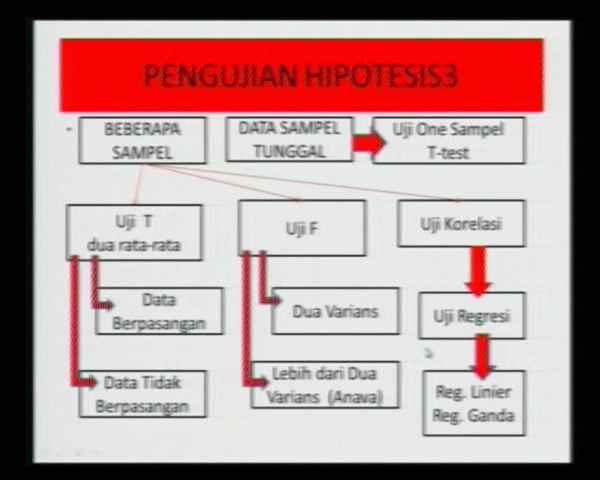 PENGUJIAN HIPOTESIS3
BEBERAPA
SAMPEL
DATA SAMPEL
TUNGGAL
Uji One Sampel
T-test
Uji T
dua rata-rata
Uji F
Uji Korelasi
Data
Berpasangan
Dua Varians
Uji Regresi
Data Tidak
Berpasangan
Lebih dari Dua
Varians (Anava)
Reg. Linier
Reg. Ganda